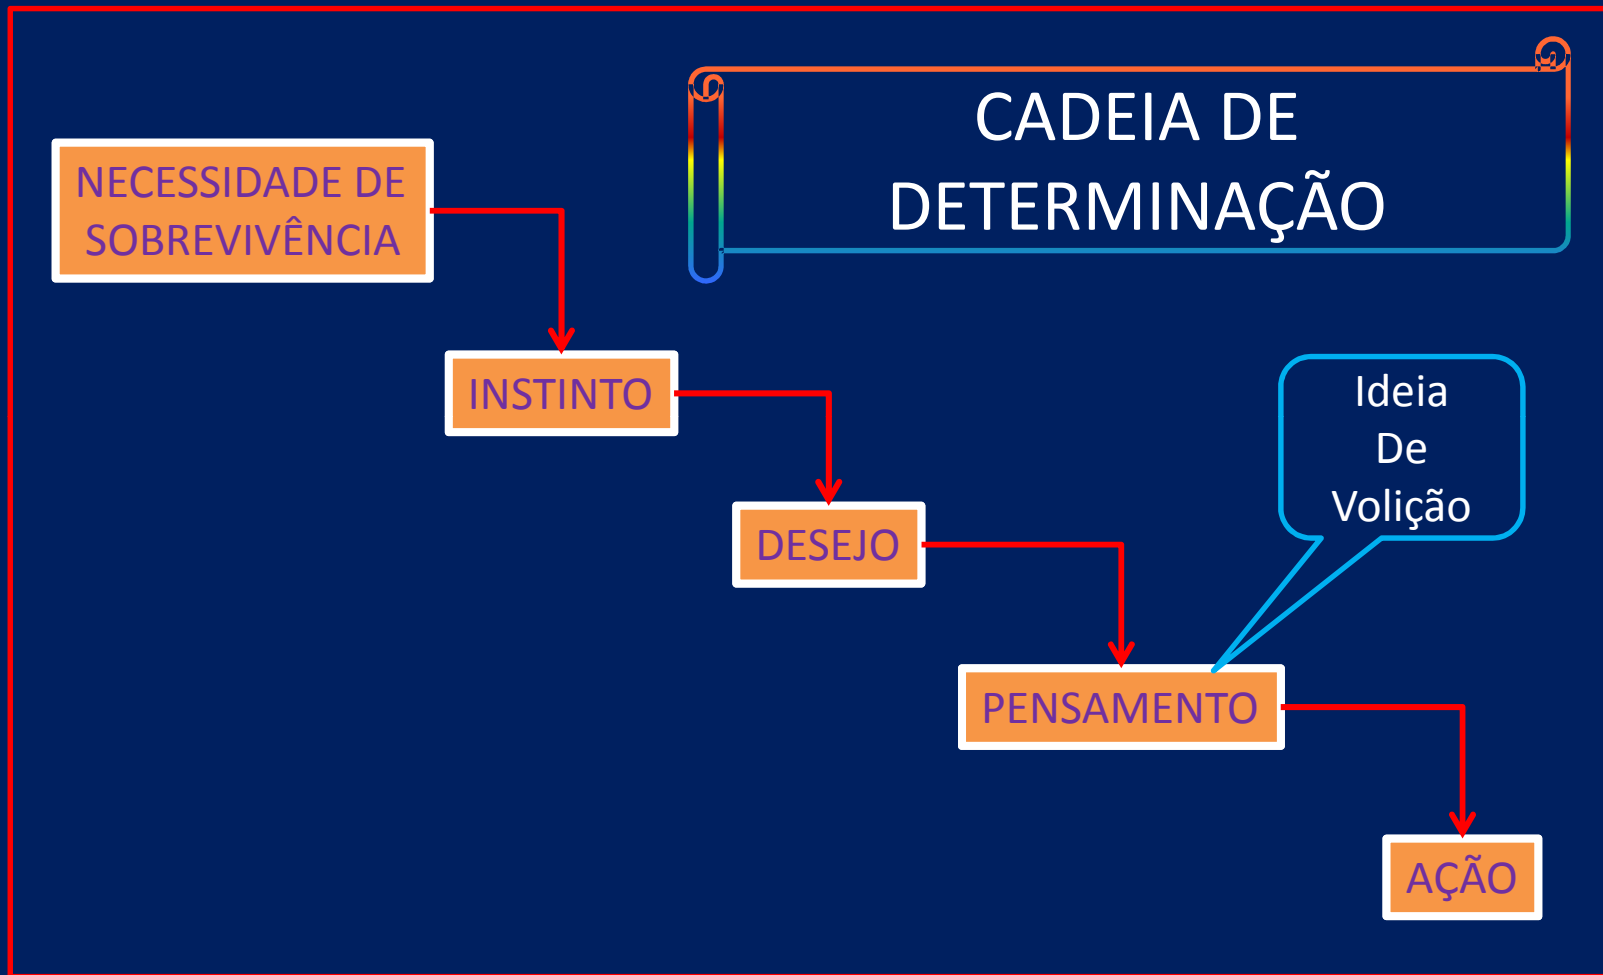 CADEIA DE
DETERMINAÇÃO
NECESSIDADE DE
SOBREVIVÊNCIA
INSTINTO
Ideia
De
Volição
DESEJO
PENSAMENTO
AÇÃO